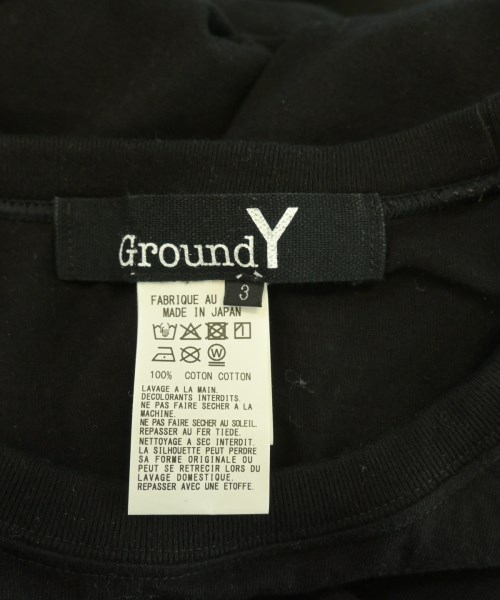 Ground Y
3
FABRIQUE AU
MADE IN JAPAN
100% COTON COTTON
LAVAGE A LA MAIN.
DECOLORANTS INTERDITS.
NE PAS FAIRE SECHER A LA
MACHINE.
NE PAS FAIRE SECHER AU SOLEIL.
REPASSER AU FER TIEDE.
NETTOYAGE A SEC INTERDIT.
LA SILHOUETTE PEUT PERDRE
SA FORME ORIGINALE OU
PEUT SE RETRECIR LORS DU
LAVAGE DOMESTIQUE.
REPASSER AVEC UNE ETOFFE.